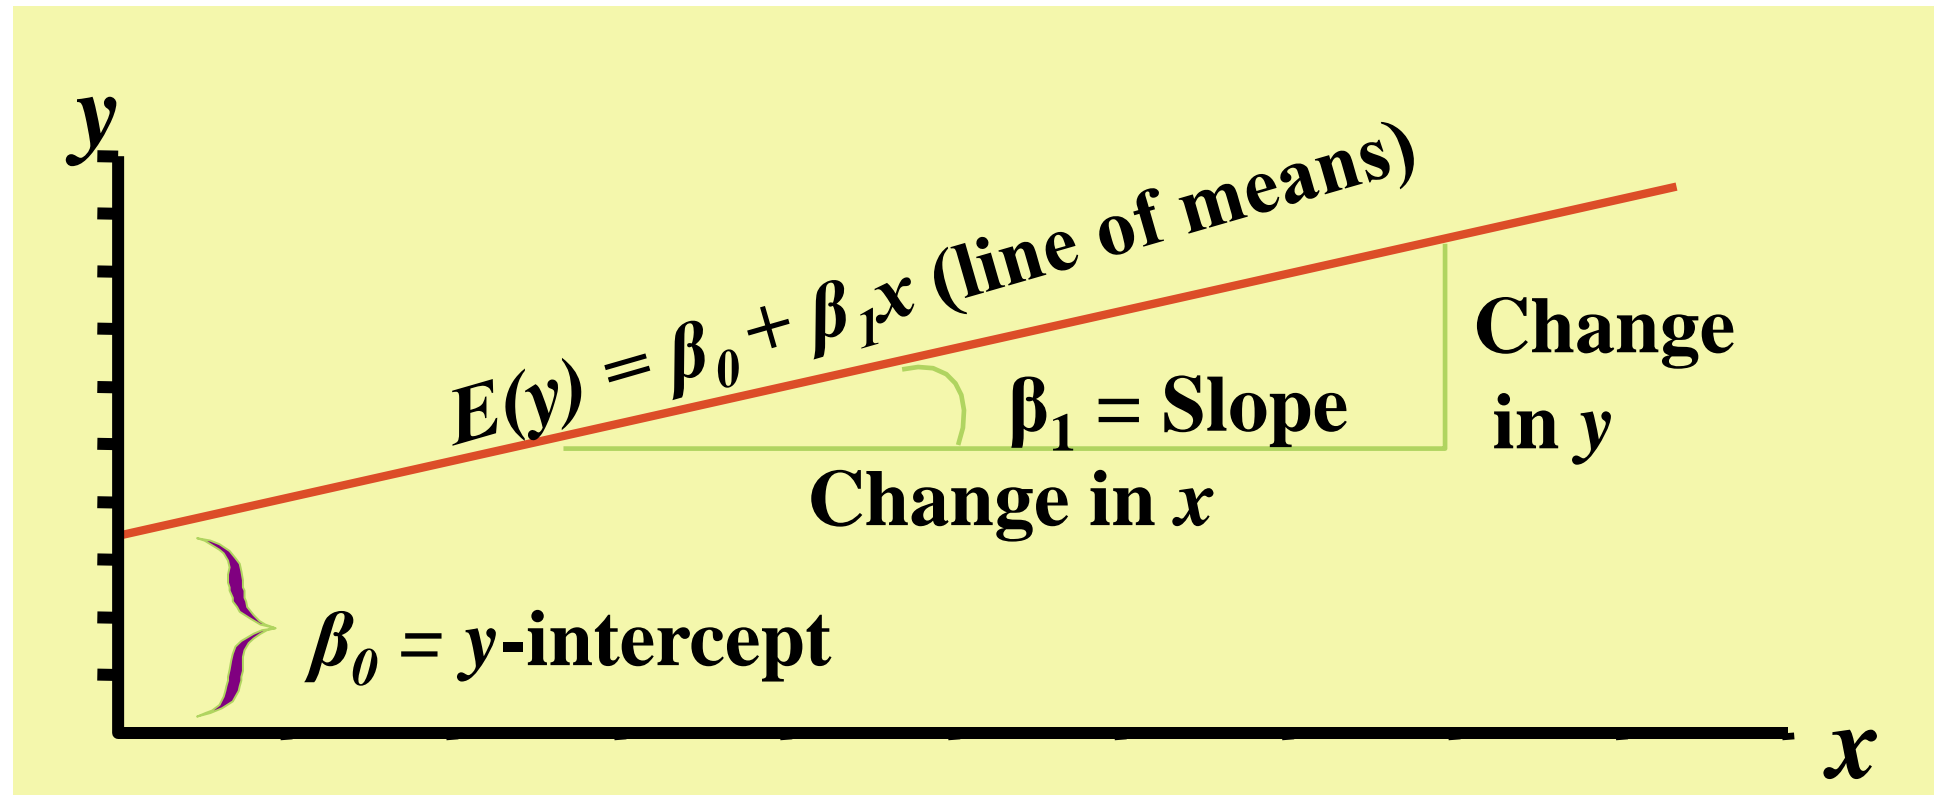 y
E(y) = β₀ + β₁x (line of means)
Change
in y
β₁ = Slope
Change in x
β₀ = y-intercept
x